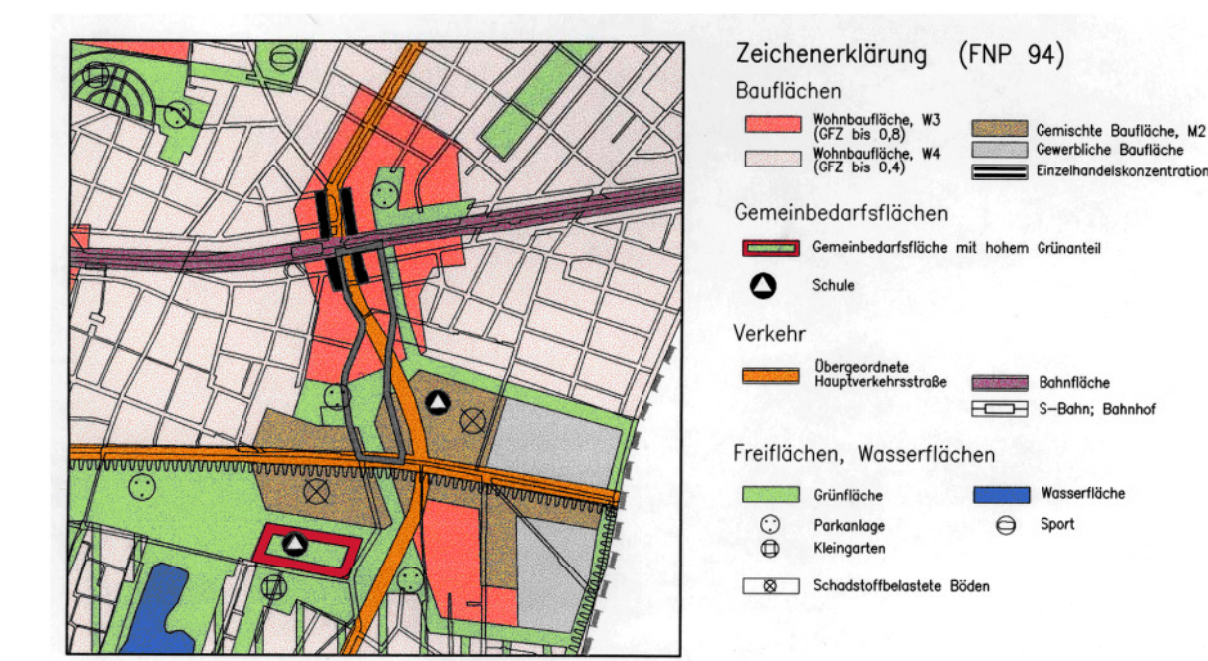 Zeichenerklärung (FNP 94)
Bauflächen
Wohnbaufläche, W3
(GFZ bis 0,8)
Wohnbaufläche, W4
(GFZ bis 0,4)
Gemischte Baufläche, M2
Gewerbliche Baufläche
Einzelhandelskonzentration
Gemeinbedarfsflächen
Gemeinbedarfsfläche mit hohem Grünanteil
Schule
Verkehr
Übergeordnete
Hauptverkehrsstraße
Bahnfläche
S-Bahn; Bahnhof
Freiflächen, Wasserflächen
Grünfläche
Parkanlage
Kleingarten
Schadstoffbelastete Böden
Wasserfläche
Sport